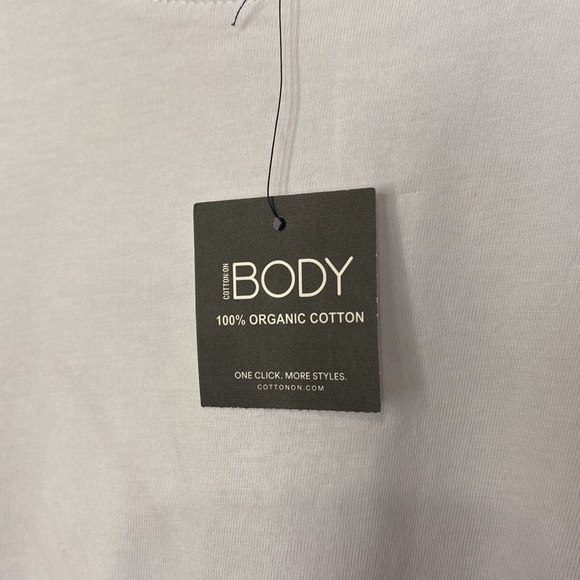 COTTON:ON
BODY
100% ORGANIC COTTON
ONE CLICK. MORE STYLES.
COTTONON.COM